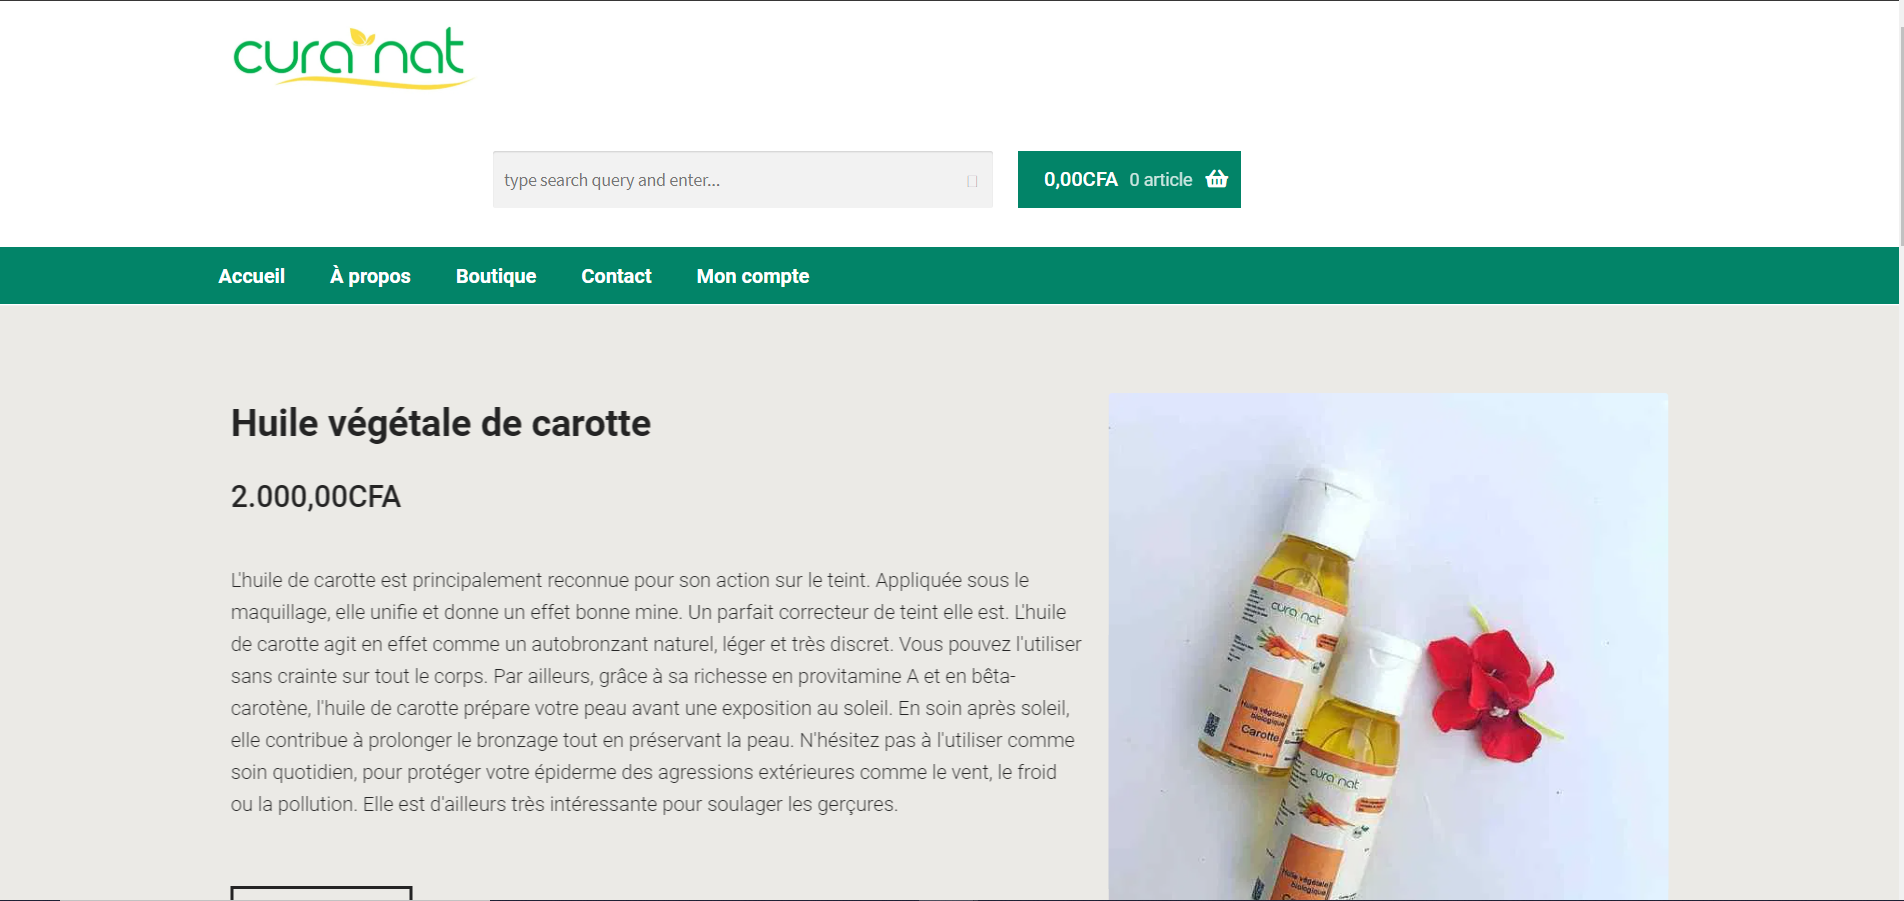 cura nat
type search query and enter...
0,00CFA 0 article
Accueil À propos Boutique Contact Mon compte
Huile végétale de carotte
2.000,00CFA
L'huile de carotte est principalement reconnue pour son action sur le teint. Appliquée sous le
maquillage, elle unifie et donne un effet bonne mine. Un parfait correcteur de teint elle est. L'huile
de carotte agit en effet comme un autobronzant naturel, léger et très discret. Vous pouvez l'utiliser
sans crainte sur tout le corps. Par ailleurs, grâce à sa richesse en provitamine A et en bêta-
carotène, l'huile de carotte prépare votre peau avant une exposition au soleil. En soin après soleil,
elle contribue à prolonger le bronzage tout en préservant la peau. N'hésitez pas à l'utiliser comme
soin quotidien, pour protéger votre épiderme des agressions extérieures comme le vent, le froid
ou la pollution. Elle est d'ailleurs très intéressante pour soulager les gerçures.
cura nat
Huile végétale
biologique
Carotte
cura nat
Huile végétale
biologique